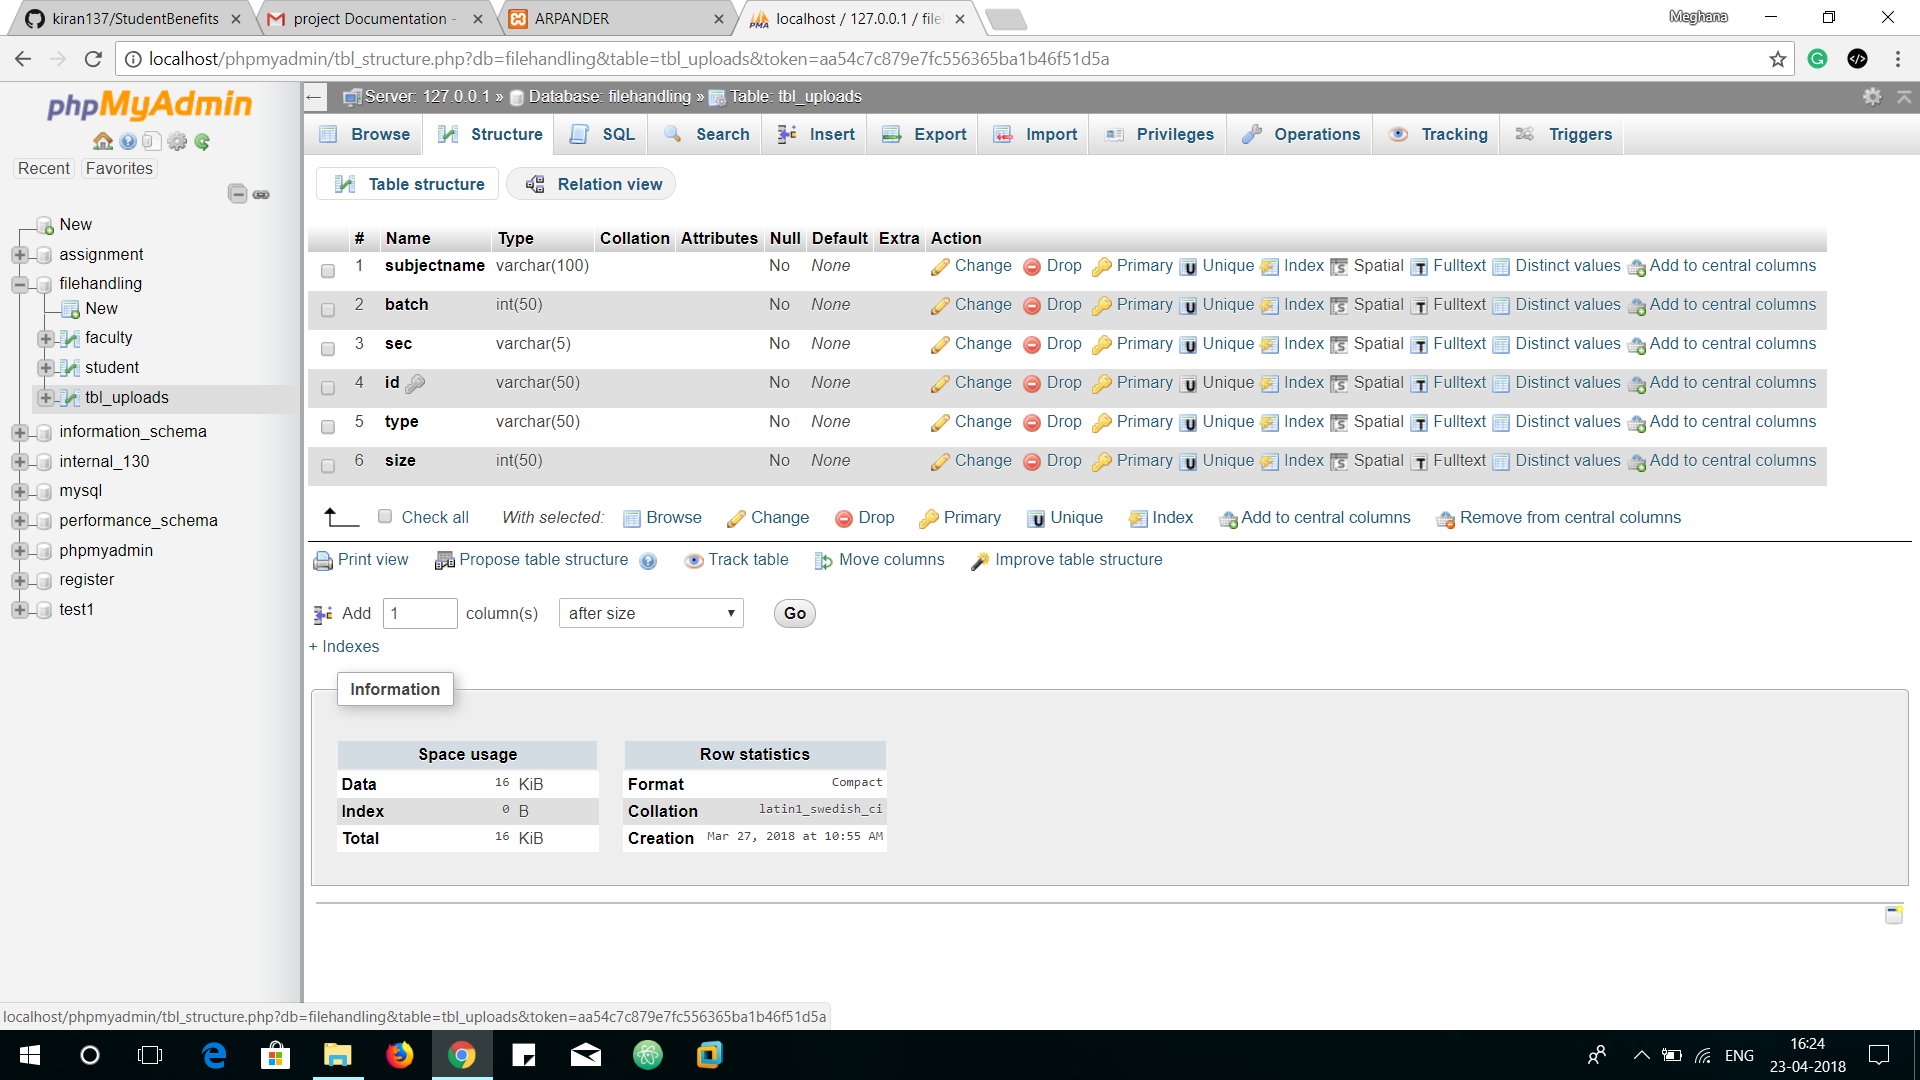 kiran137/StudentBenefits
project Documentation -
ARPANDER
localhost / 127.0.0.1 / file
Meghana
localhost/phpmyadmin/tbl_structure.php?db=filehandling&table=tbl_uploads&token=aa54c7c879e7fc556365ba1b46f51d5a
phpMyAdmin
Recent Favorites
New
assignment
filehandling
New
faculty
student
tbl_uploads
information_schema
internal_130
mysql
performance_schema
phpmyadmin
register
test1
Server: 127.0.0.1 » Database: filehandling » Table: tbl_uploads
Browse Structure SQL Search Insert Export Import Privileges Operations Tracking Triggers
Table structure Relation view
# Name Type Collation Attributes Null Default Extra Action
1 subjectname varchar(100) No None Change Drop Primary Unique Index Spatial Fulltext Distinct values Add to central columns
2 batch int(50) No None Change Drop Primary Unique Index Spatial Fulltext Distinct values Add to central columns
3 sec varchar(5) No None Change Drop Primary Unique Index Spatial Fulltext Distinct values Add to central columns
4 id varchar(50) No None Change Drop Primary Unique Index Spatial Fulltext Distinct values Add to central columns
5 type varchar(50) No None Change Drop Primary Unique Index Spatial Fulltext Distinct values Add to central columns
6 size int(50) No None Change Drop Primary Unique Index Spatial Fulltext Distinct values Add to central columns
Check all With selected: Browse Change Drop Primary Unique Index Add to central columns Remove from central columns
Print view Propose table structure Track table Move columns Improve table structure
Add 1 column(s) after size Go
+ Indexes
Information
Space usage
Data 16 KiB
Index 0 B
Total 16 KiB
Row statistics
Format Compact
Collation latin1_swedish_ci
Creation Mar 27, 2018 at 10:55 AM
localhost/phpmyadmin/tbl_structure.php?db=filehandling&table=tbl_uploads&token=aa54c7c879e7fc556365ba1b46f51d5a
ENG
16:24
23-04-2018